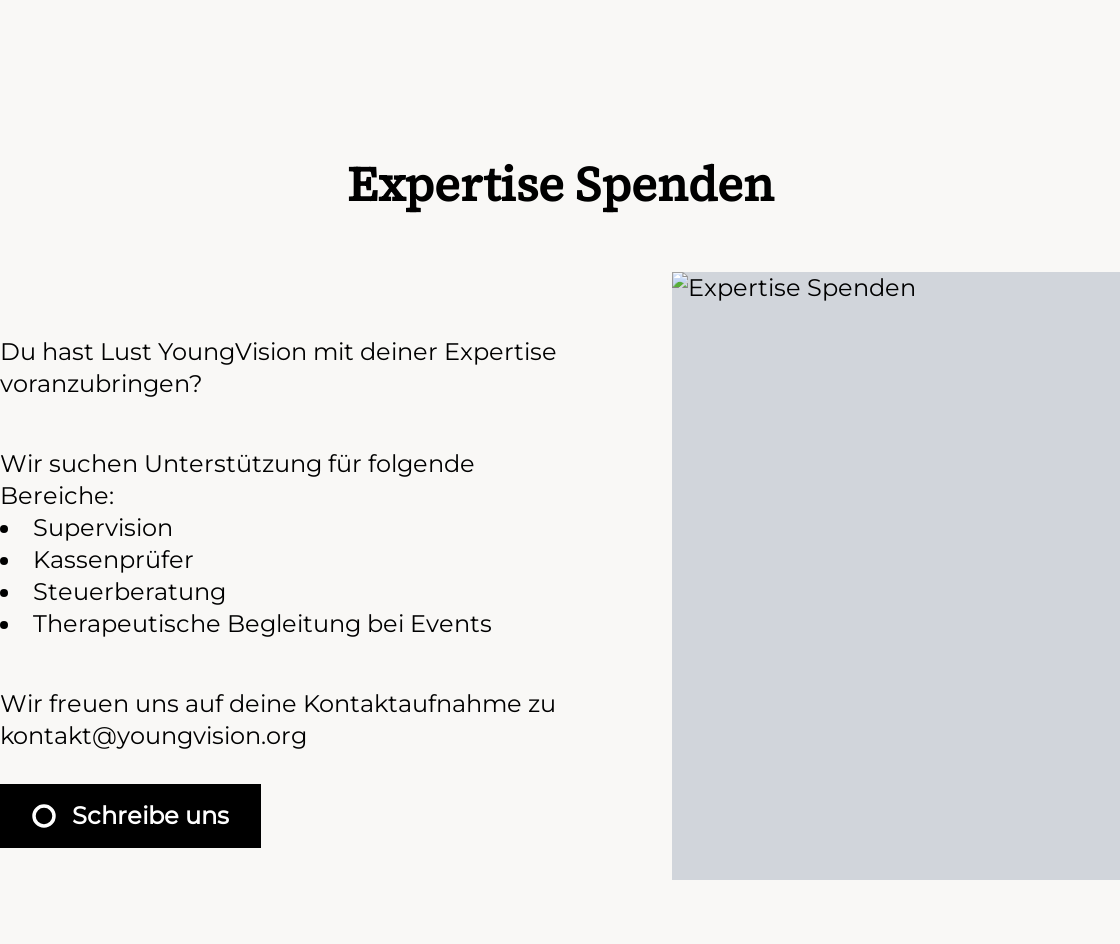 Expertise Spenden
Expertise Spenden
Du hast Lust YoungVision mit deiner Expertise
voranzubringen?
Wir suchen Unterstützung für folgende
Bereiche:
Supervision
Kassenprüfer
Steuerberatung
Therapeutische Begleitung bei Events
Wir freuen uns auf deine Kontaktaufnahme zu
kontakt@youngvision.org
Schreibe uns